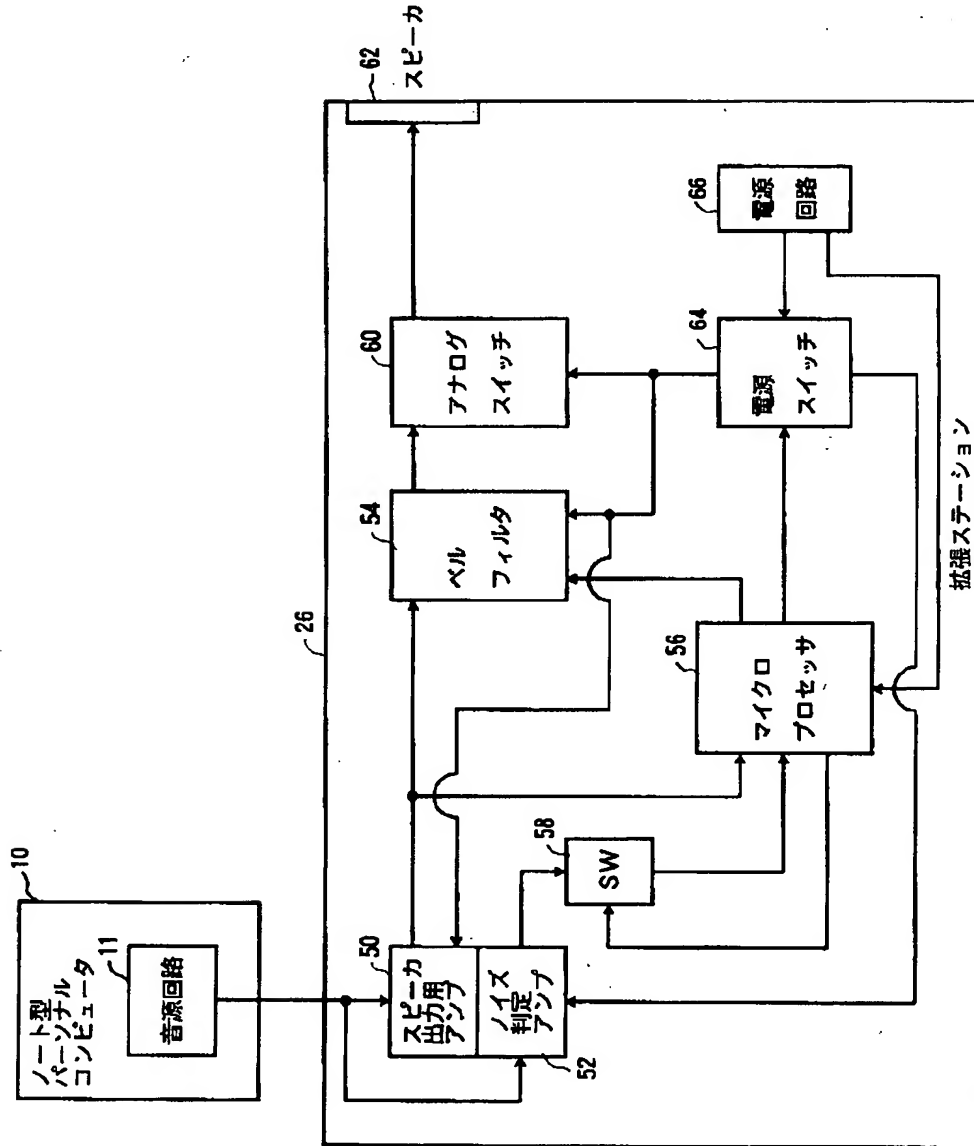 10
ノート型
パーソナル
コンピュータ
11
音源回路
26
50
スピーカ
出力用
アンプ
ノイズ
判定
アンプ
52
54
ベル
フィルタ
60
アナログ
スイッチ
62
スピーカ
58
SW
56
マイクロ
プロセッサ
64
電源
スイッチ
66
電源
回路
拡張ステーション